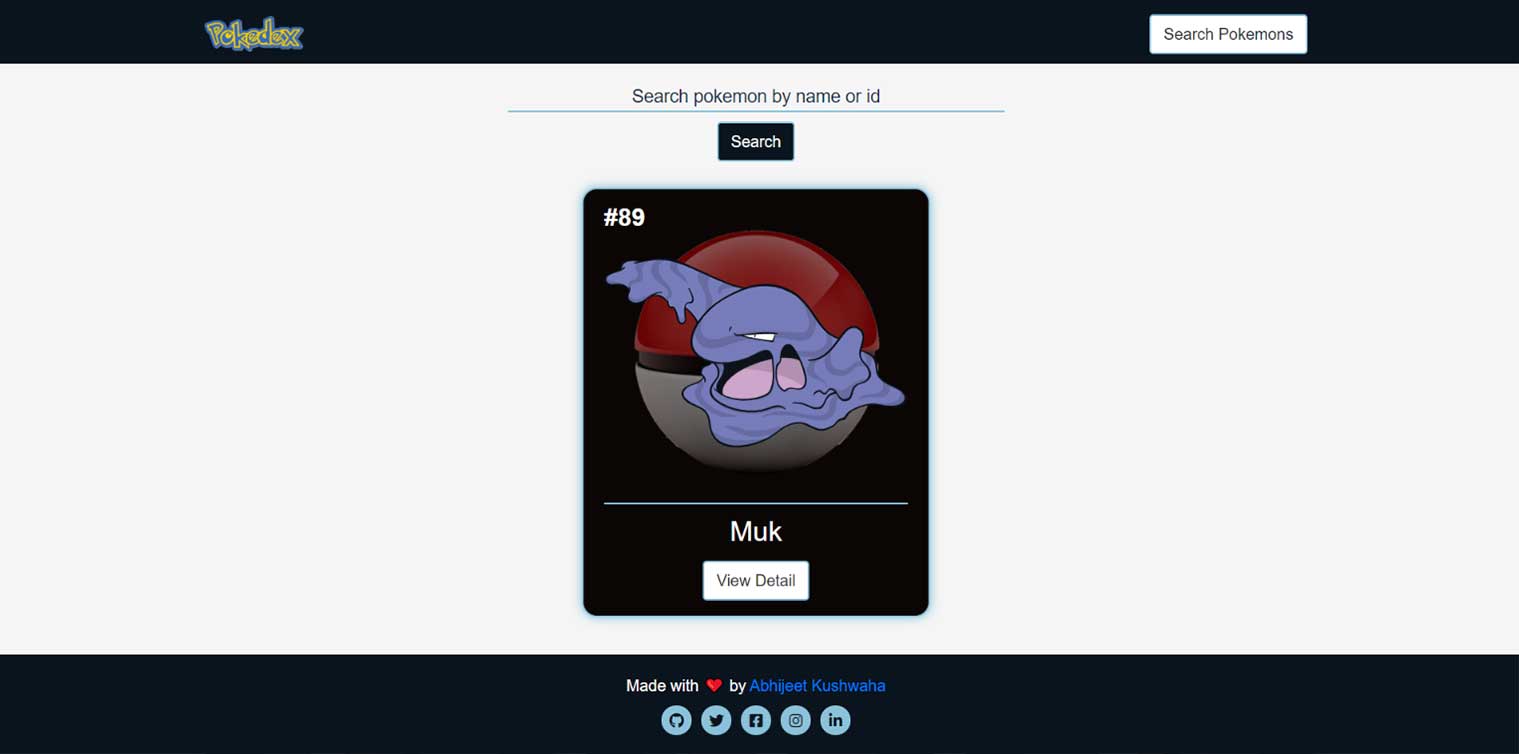 Pokedex
Search Pokemons
Search pokemon by name or id
Search
#89
Muk
View Detail
Made with ❤ by Abhijeet Kushwaha
in